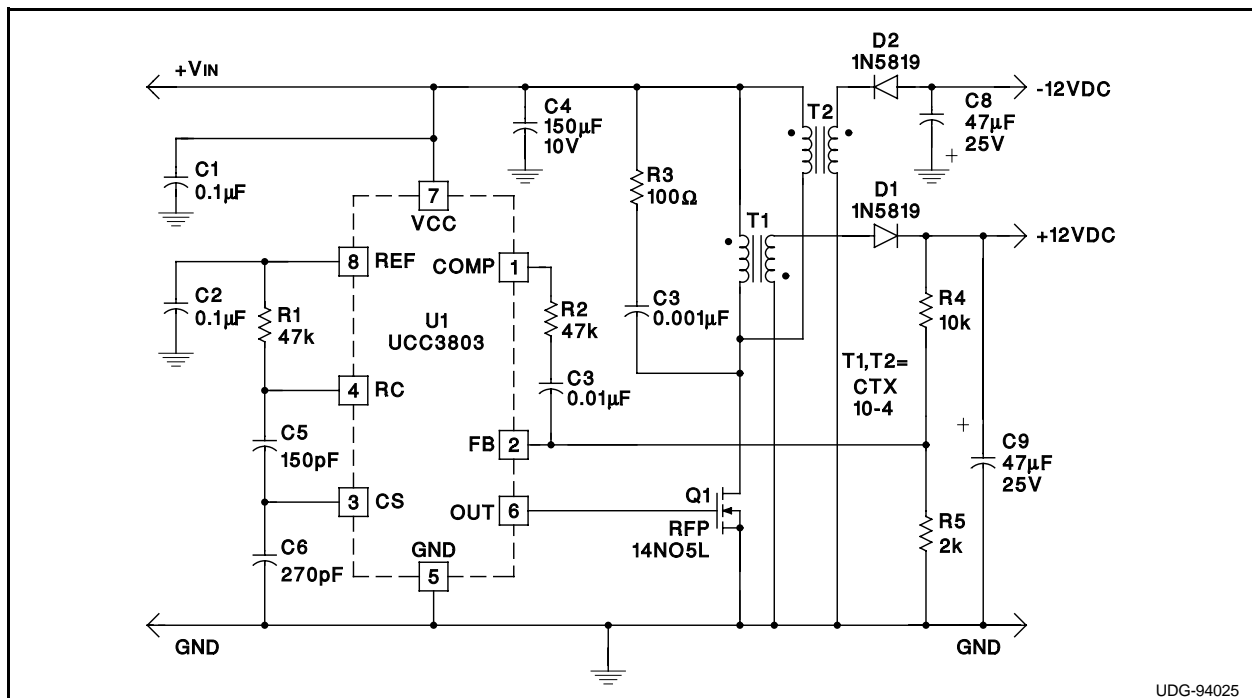 +VIN
C1
0.1µF
C4
150µF
10V
D2
1N5819
-12VDC
C8
47µF
25V
+
T2
R3
100Ω
D1
1N5819
+12VDC
T1
7
VCC
8
REF
COMP
1
C2
0.1µF
R1
47k
U1
UCC3803
R2
47k
C3
0.001µF
R4
10k
T1,T2=
CTX
10-4
4
RC
C3
0.01µF
C5
150pF
FB
2
+
C9
47µF
25V
3
CS
OUT
6
Q1
RFP
14NO5L
R5
2k
C6
270pF
GND
5
GND
GND
UDG-94025